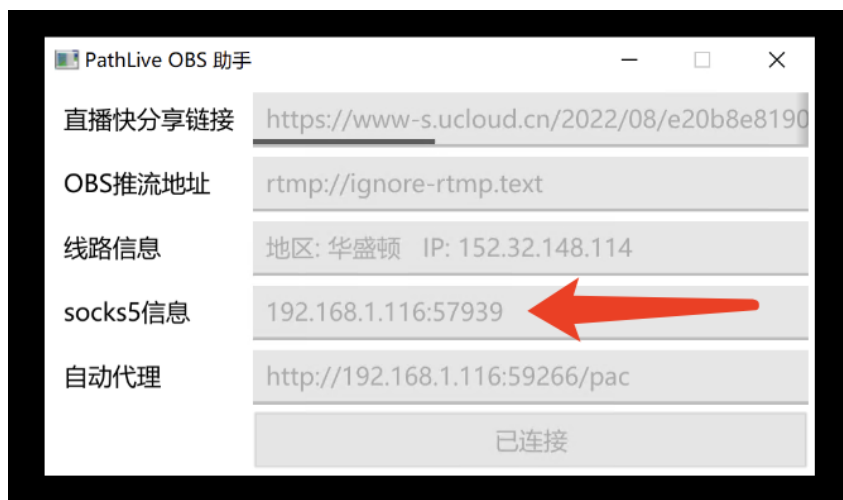 PathLive OBS 助手
直播快分享链接 https://www-s.ucloud.cn/2022/08/e20b8e8190
OBS推流地址 rtmp://ignore-rtmp.text
线路信息 地区: 华盛顿 IP: 152.32.148.114
socks5信息 192.168.1.116:57939
自动代理 http://192.168.1.116:59266/pac
已连接